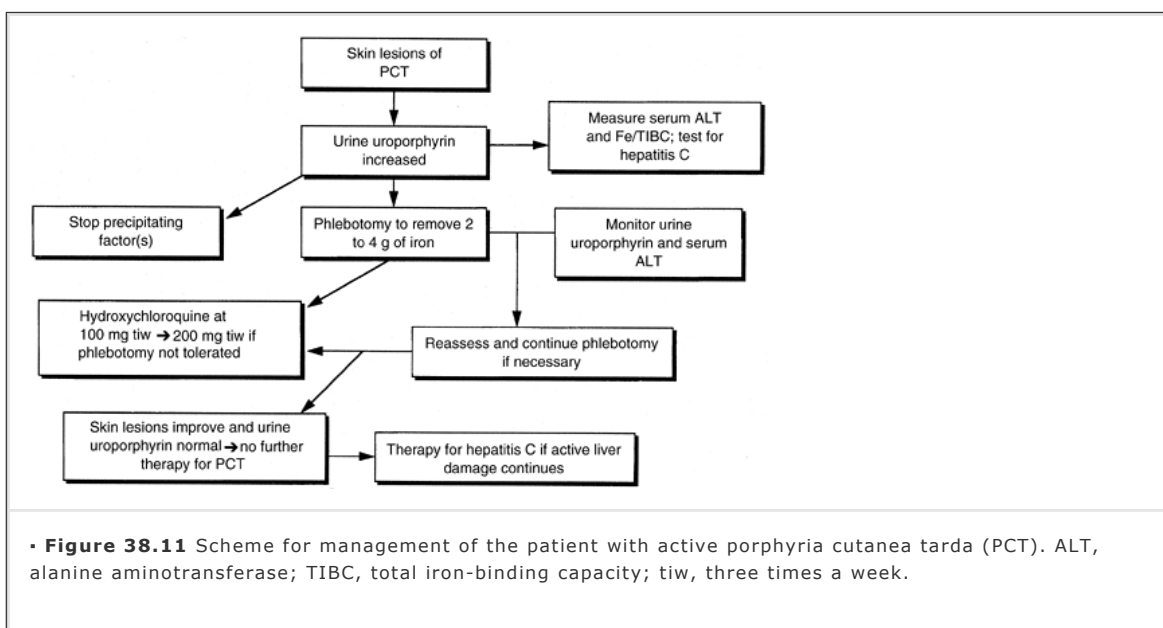 Skin lesions of
PCT
Urine uroporphyrin
increased
Measure serum ALT
and Fe/TIBC; test for
hepatitis C
Stop precipitating
factor(s)
Phlebotomy to remove 2
to 4 g of iron
Monitor urine
uroporphyrin and serum
ALT
Hydroxychloroquine at
100 mg tiw → 200 mg tiw if
phlebotomy not tolerated
Reassess and continue phlebotomy
if necessary
Skin lesions improve and urine
uroporphyrin normal → no further
therapy for PCT
Therapy for hepatitis C if active liver
damage continues
▪ Figure 38.11 Scheme for management of the patient with active porphyria cutanea tarda (PCT). ALT,
alanine aminotransferase; TIBC, total iron-binding capacity; tiw, three times a week.